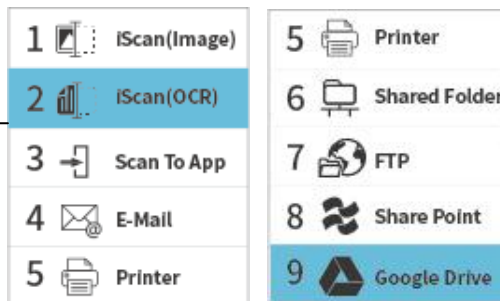 1 iScan(Image)
2 iScan(OCR)
3 Scan To App
4 E-Mail
5 Printer
5 Printer
6 Shared Folder
7 FTP
8 Share Point
9 Google Drive